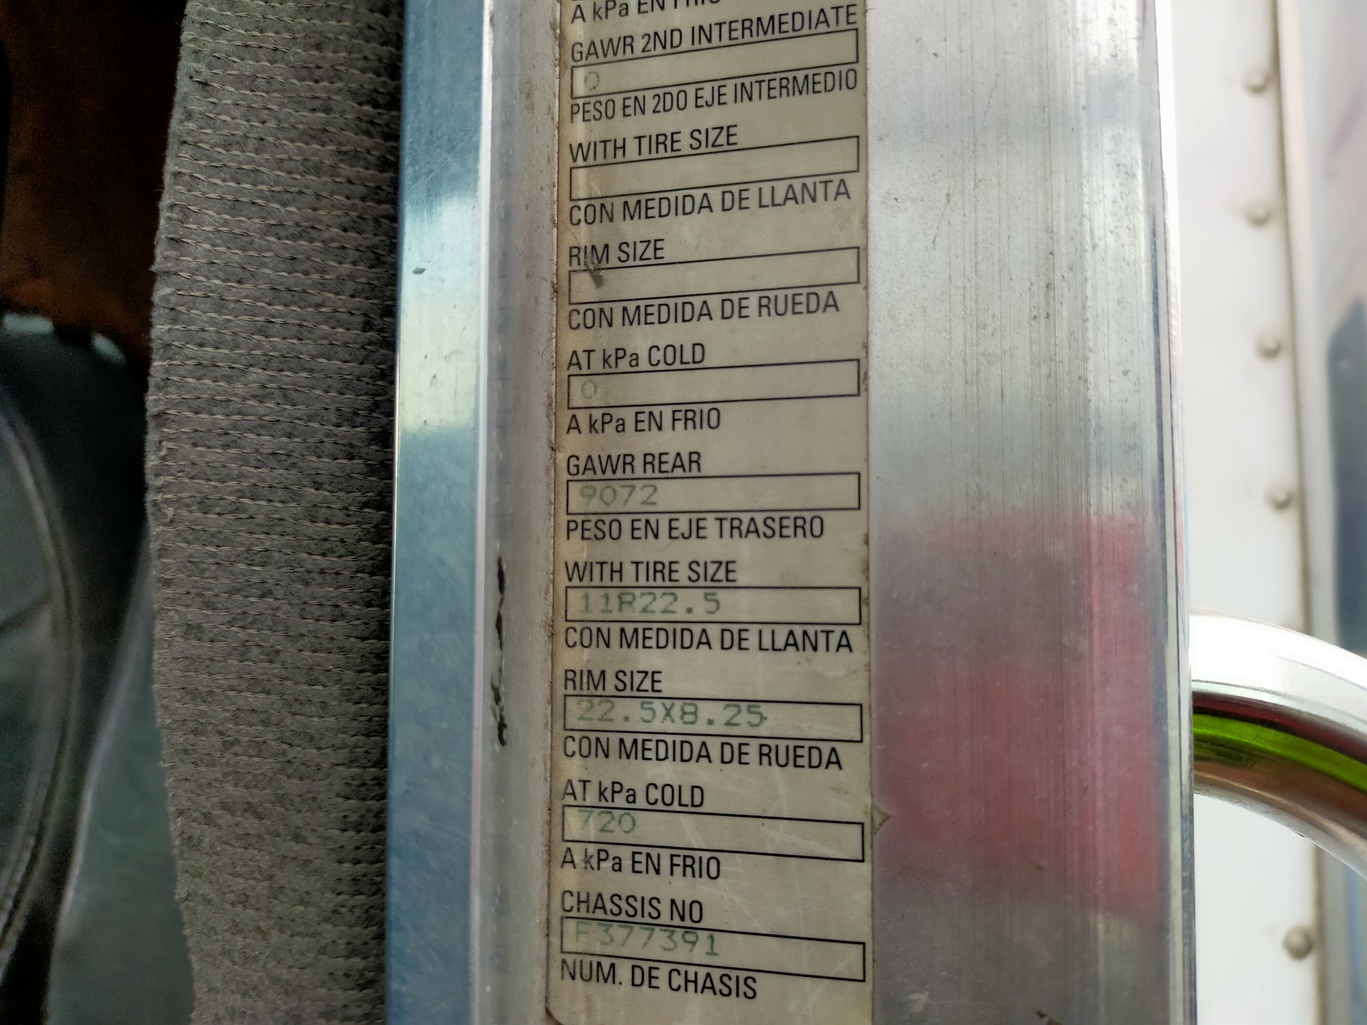 A kPa EN FRIO
GAWR 2ND INTERMEDIATE
0
PESO EN 2DO EJE INTERMEDIO
WITH TIRE SIZE
CON MEDIDA DE LLANTA
RIM SIZE
CON MEDIDA DE RUEDA
AT kPa COLD
0
A kPa EN FRIO
GAWR REAR
9072
PESO EN EJE TRASERO
WITH TIRE SIZE
11R22.5
CON MEDIDA DE LLANTA
RIM SIZE
22.5X8.25
CON MEDIDA DE RUEDA
AT kPa COLD
720
A kPa EN FRIO
CHASSIS NO
F377391
NUM. DE CHASIS